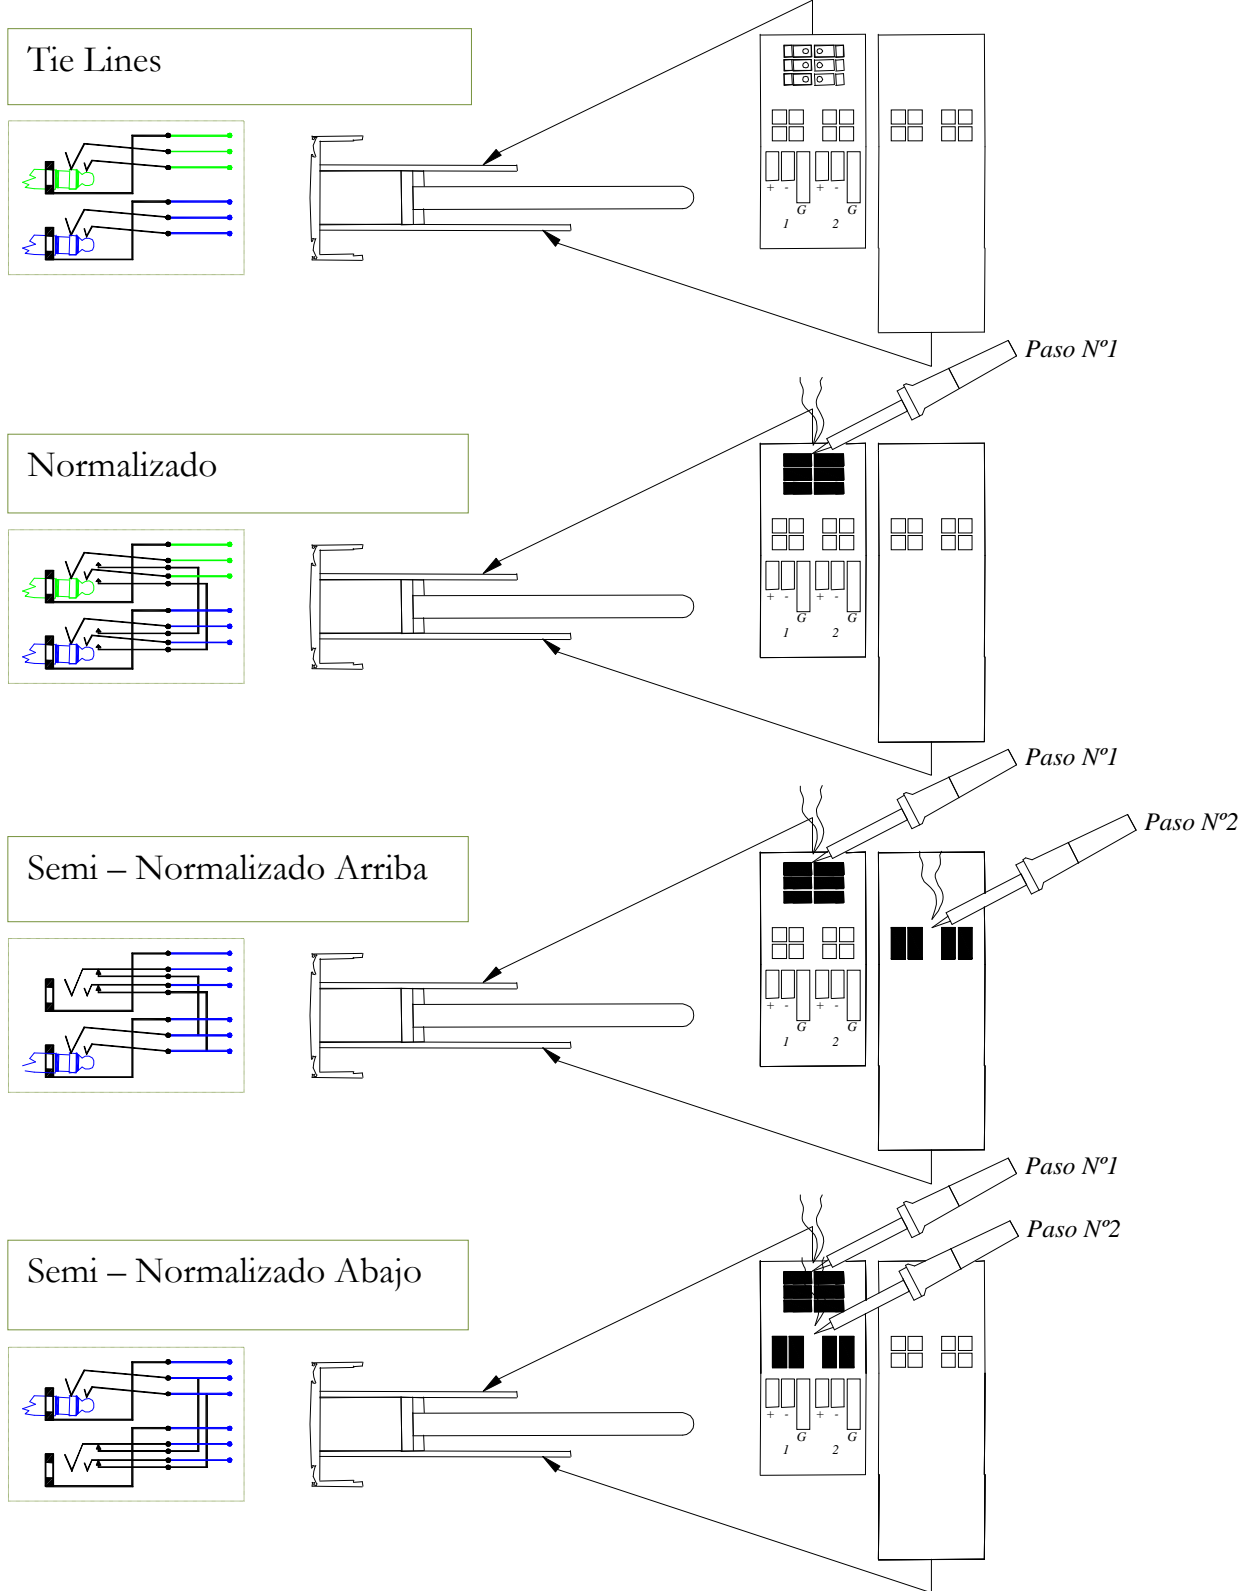 Tie Lines
+ - + -
G G
1 2
Paso Nº1
Normalizado
+ - + -
G G
1 2
Paso Nº1
Paso Nº2
Semi – Normalizado Arriba
+ - + -
G G
1 2
Paso Nº1
Paso Nº2
Semi – Normalizado Abajo
+ - + -
G G
1 2